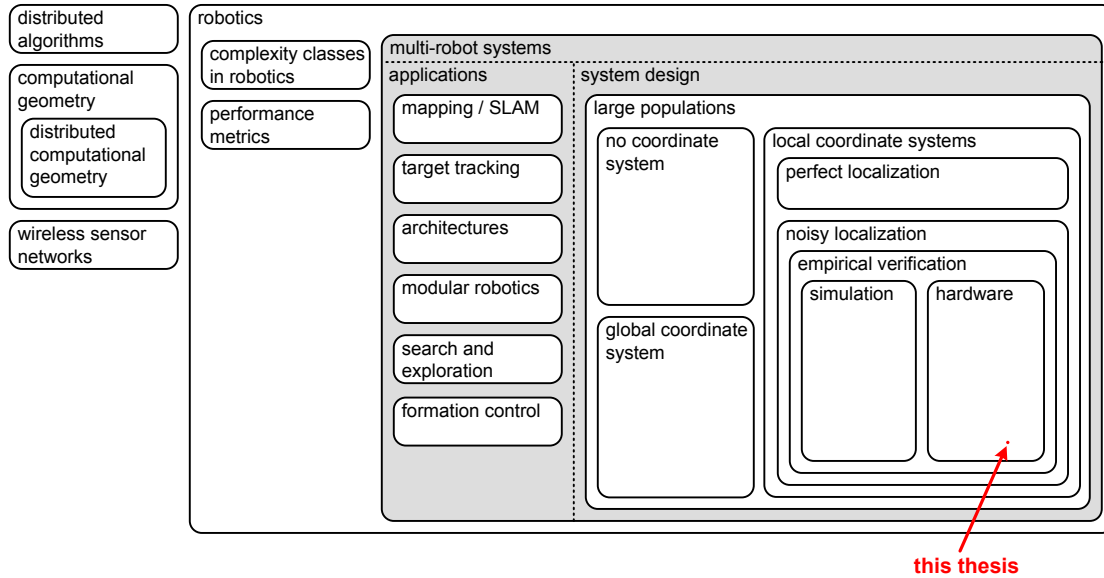 distributed
algorithms
computational
geometry
distributed
computational
geometry
wireless sensor
networks
robotics
complexity classes
in robotics
performance
metrics
multi-robot systems
applications
mapping / SLAM
target tracking
architectures
modular robotics
search and
exploration
formation control
system design
large populations
no coordinate
system
global coordinate
system
local coordinate systems
perfect localization
noisy localization
empirical verification
simulation
hardware
this thesis